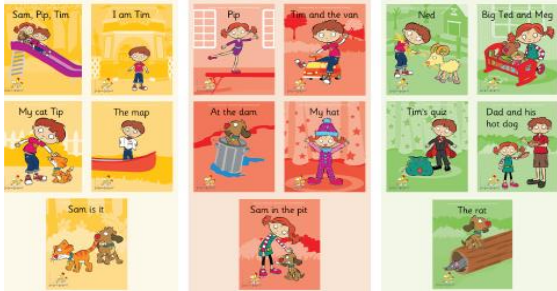 Sam, Pip, Tim
I am Tim
My cat Tip
The map
Sam is it
Pip
Tim and the van
At the dam
My hat
Sam in the pit
Ned
Big Ted and Meg
Tim's quiz
Dad and his
hot dog
The rat